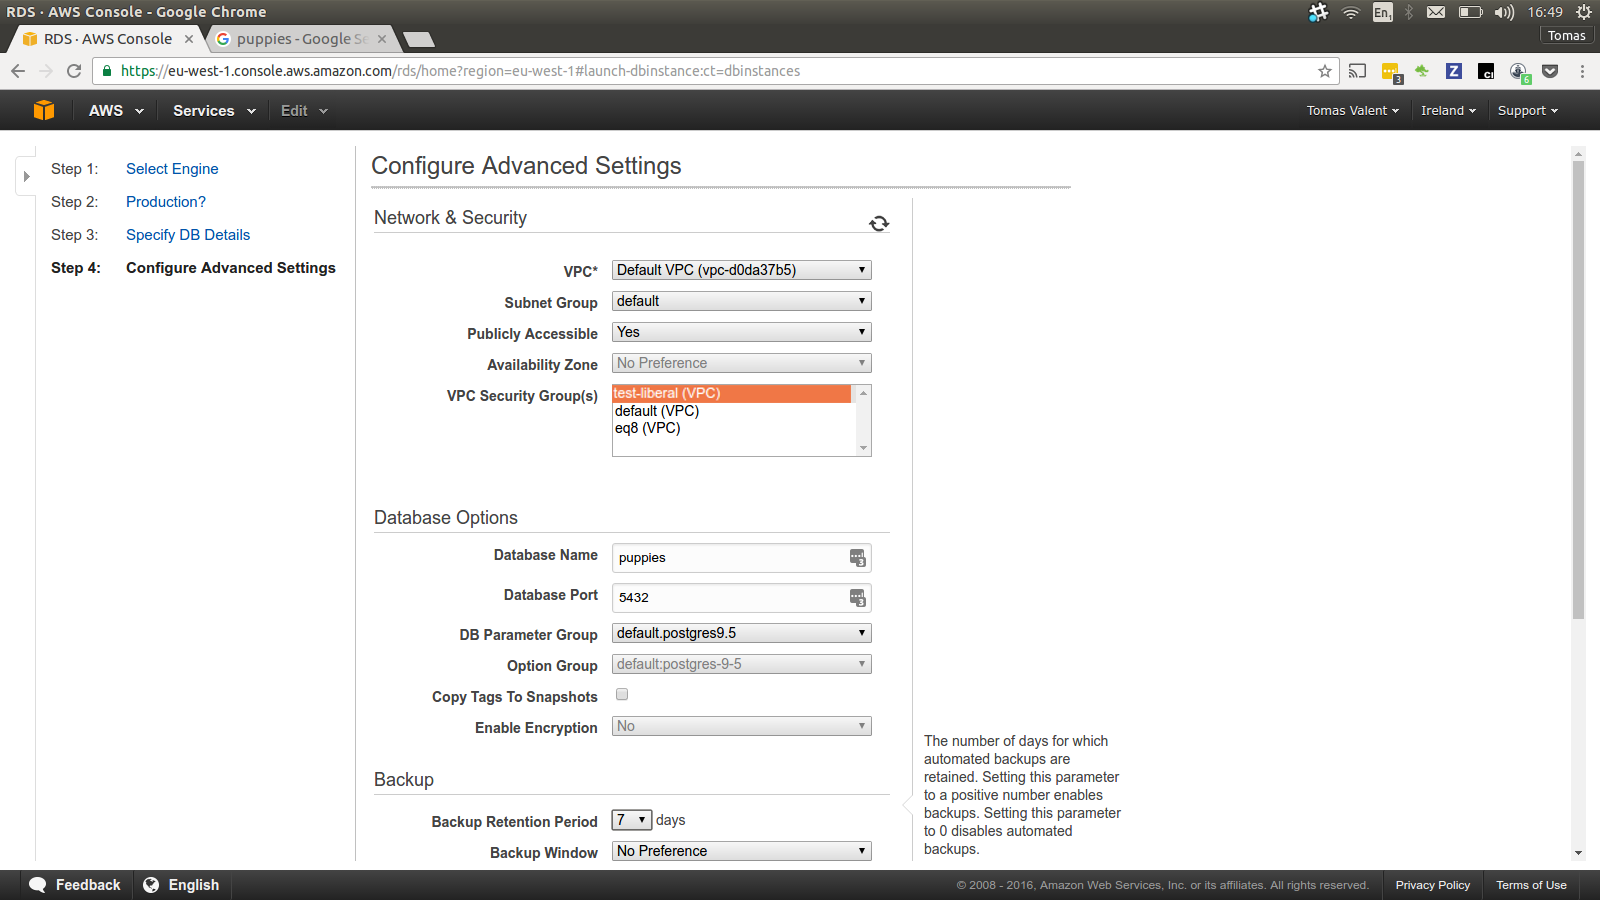 RDS · AWS Console - Google Chrome
En1
16:49
RDS · AWS Console
puppies - Google Se
Tomas
https://eu-west-1.console.aws.amazon.com/rds/home?region=eu-west-1#launch-dbinstance:ct=dbinstances
3
Z
6
AWS
Services
Edit
Tomas Valent
Ireland
Support
Step 1: Select Engine
Step 2: Production?
Step 3: Specify DB Details
Step 4: Configure Advanced Settings
Configure Advanced Settings
Network & Security
VPC* Default VPC (vpc-d0da37b5)
Subnet Group default
Publicly Accessible Yes
Availability Zone No Preference
VPC Security Group(s) test-liberal (VPC)
default (VPC)
eq8 (VPC)
Database Options
Database Name puppies 3
Database Port 5432 3
DB Parameter Group default.postgres9.5
Option Group default:postgres-9-5
Copy Tags To Snapshots
Enable Encryption No
Backup
Backup Retention Period 7 days
Backup Window No Preference
The number of days for which
automated backups are
retained. Setting this parameter
to a positive number enables
backups. Setting this parameter
to 0 disables automated
backups.
Feedback
English
© 2008 - 2016, Amazon Web Services, Inc. or its affiliates. All rights reserved.
Privacy Policy
Terms of Use